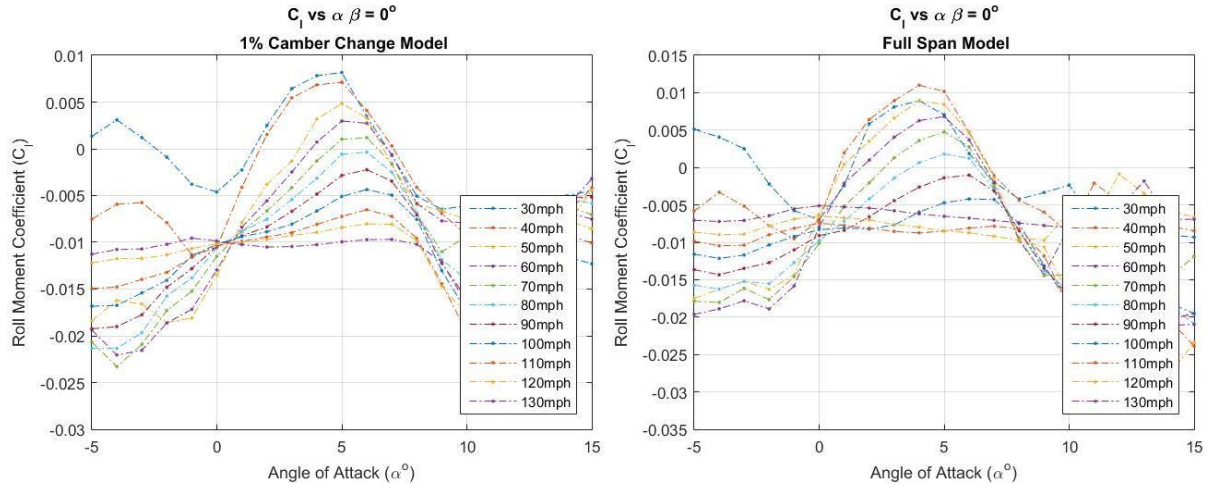 C_l vs α β = 0°
1% Camber Change Model
Roll Moment Coefficient (C_l)
0.01
0.005
0
-0.005
-0.01
-0.015
-0.02
-0.025
-0.03
-5
0
5
10
15
Angle of Attack (α°)
30mph
40mph
50mph
60mph
70mph
80mph
90mph
100mph
110mph
120mph
130mph
C_l vs α β = 0°
Full Span Model
Roll Moment Coefficient (C_l)
0.015
0.01
0.005
0
-0.005
-0.01
-0.015
-0.02
-0.025
-0.03
-0.035
-5
0
5
10
15
Angle of Attack (α°)
30mph
40mph
50mph
60mph
70mph
80mph
90mph
100mph
110mph
120mph
130mph